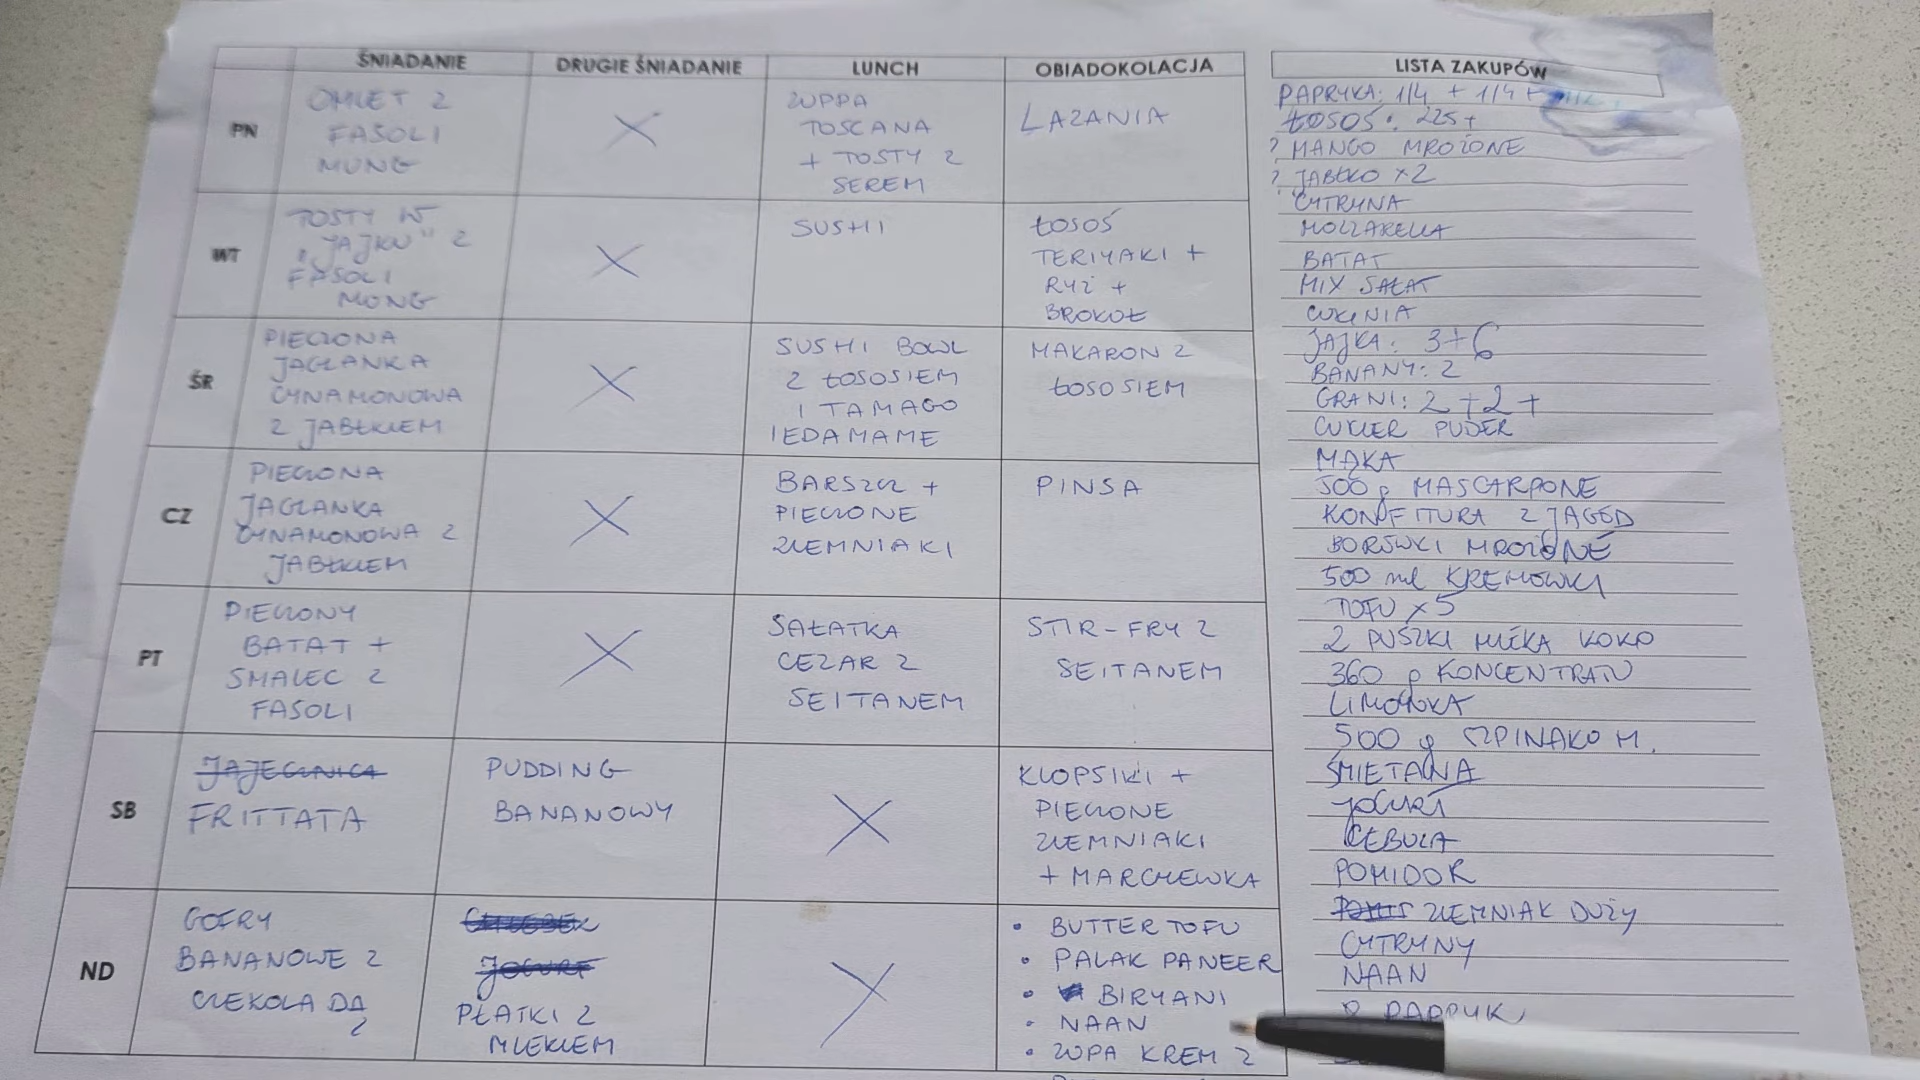 ŚNIADANIE
DRUGIE ŚNIADANIE
LUNCH
OBIADOKOLACJA
PN
OMLET Z
FASOLI
MUNG
ZUPPA
TOSCANA
+ TOSTY Z
SEREM
LAZANIA
WT
TOSTY W
"JAJKU" Z
FASOLI
MUNG
SUSHI
ŁOSOŚ
TERIYAKI +
RYŻ +
BROKUŁ
ŚR
PIECZONA
JAGLANKA
CYNAMONOWA
Z JABŁKIEM
SUSHI BOWL
Z ŁOSOSIEM
I TAMAGO
I EDAMAME
MAKARON Z
ŁOSOSIEM
CZ
PIECZONA
JAGLANKA
CYNAMONOWA Z
JABŁKIEM
BARSZCZ +
PIECZONE
ZIEMNIAKI
PINSA
PT
PIECZONY
BATAT +
SMALEC Z
FASOLI
SAŁATKA
CEZAR Z
SEITANEM
STIR-FRY Z
SEITANEM
SB
JAJECZNICA
FRITTATA
PUDDING
BANANOWY
KLOPSIKI +
PIECZONE
ZIEMNIAKI
+ MARCHEWKA
ND
GOFRY
BANANOWE Z
CZEKOLADĄ
Z
CHLEBEK
JOGURT
PŁATKI Z
MLEKIEM
• BUTTER TOFU
• PALAK PANEER
• BIRYANI
• NAAN
• ZUPA KREM Z
LISTA ZAKUPÓW
PAPRYKA: 1/4 + 1/4 +
ŁOSOŚ: 225+
? MANGO MROŻONE
? JABŁKO x2
CYTRYNA
MOZZARELLA
BATAT
MIX SAŁAT
CUKINIA
JAJKA: 3+6
BANANY: 2
GRANI: 2+2+
CUKIER PUDER
MĄKA
500 g MASCARPONE
KONFITURA Z JAGÓD
BORÓWKI MROŻONE
500 ml KREMÓWKI
TOFU x5
2 PUSZKI MLEKA KOKO
360 g KONCENTRATU
LIMONKA
500 g SZPINAKU M.
ŚMIETANA
JOGURT
CEBULA
POMIDOR
ZIEMNIAK DUŻY
CYTRYNY
NAAN
PAPRYK